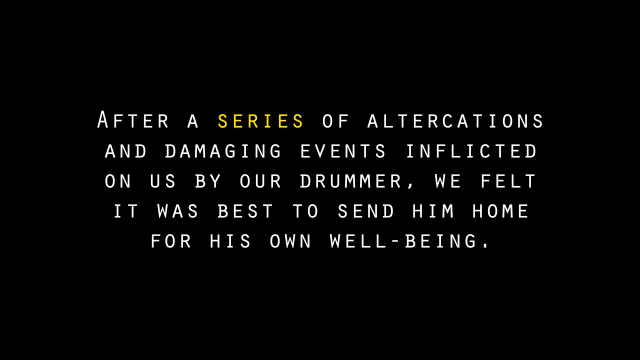 After a series of altercations
and damaging events inflicted
on us by our drummer, we felt
it was best to send him home
for his own well-being.